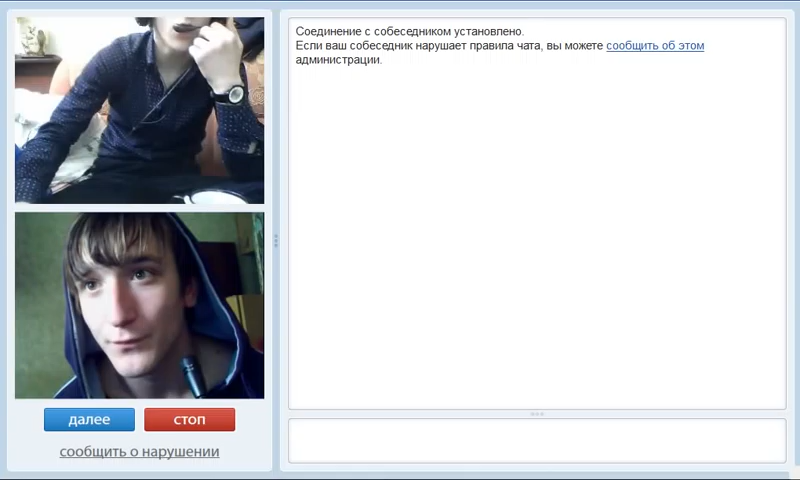 Соединение с собеседником установлено.
Если ваш собеседник нарушает правила чата, вы можете сообщить об этом
администрации.
далее
стоп
сообщить о нарушении